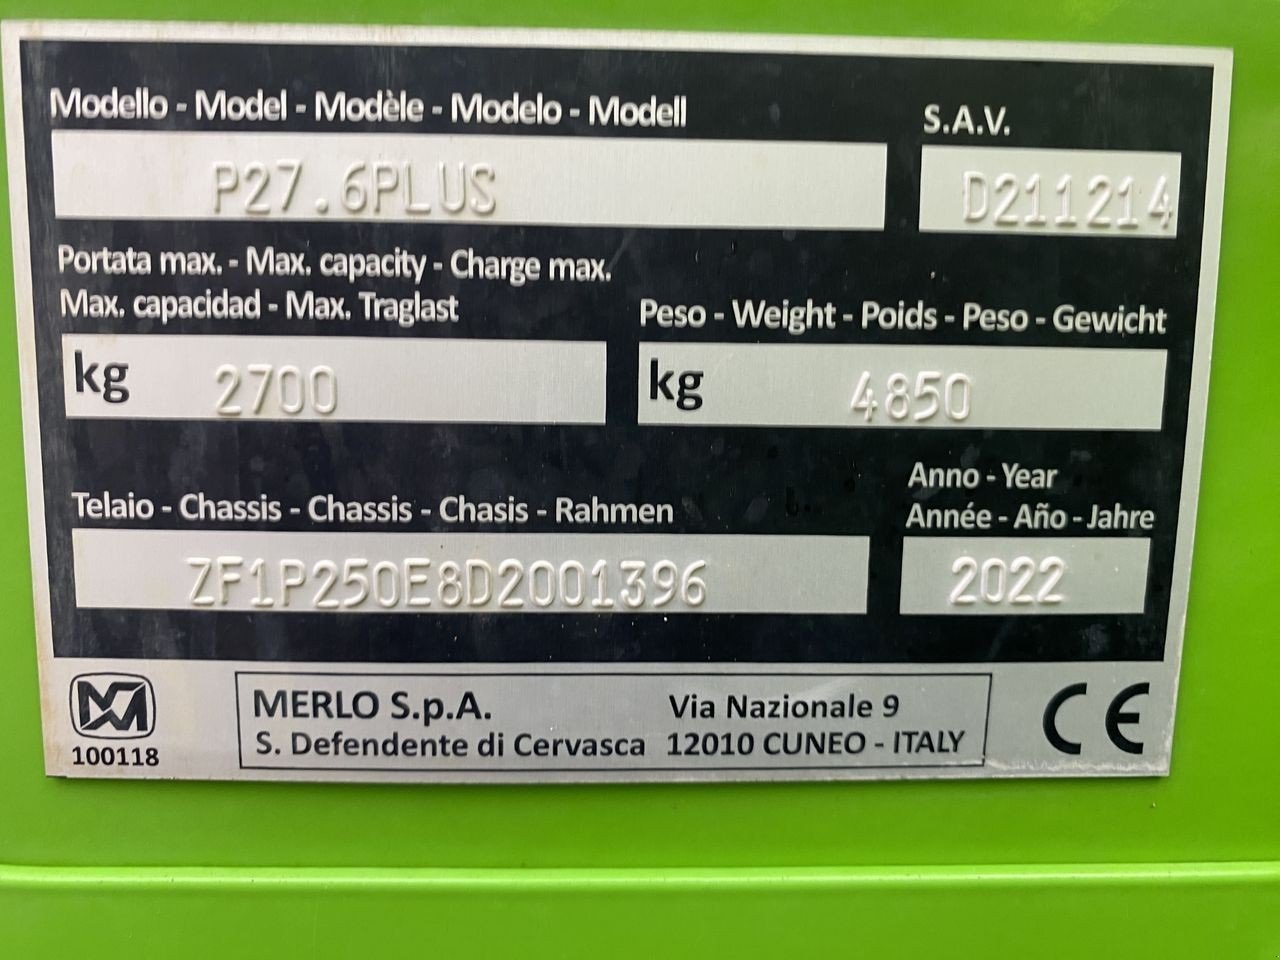 Modello - Model - Modèle - Modelo - Modell
S.A.V.
P27.6PLUS
D211214
Portata max. - Max. capacity - Charge max.
Max. capacidad - Max. Traglast
Peso - Weight - Poids - Peso - Gewicht
kg 2700
kg 4850
Telaio - Chassis - Chassis - Chasis - Rahmen
Anno - Year
Année - Año - Jahre
ZF1P250E8D2001396
2022
MERLO S.p.A.
Via Nazionale 9
S. Defendente di Cervasca
12010 CUNEO - ITALY
CE
100118